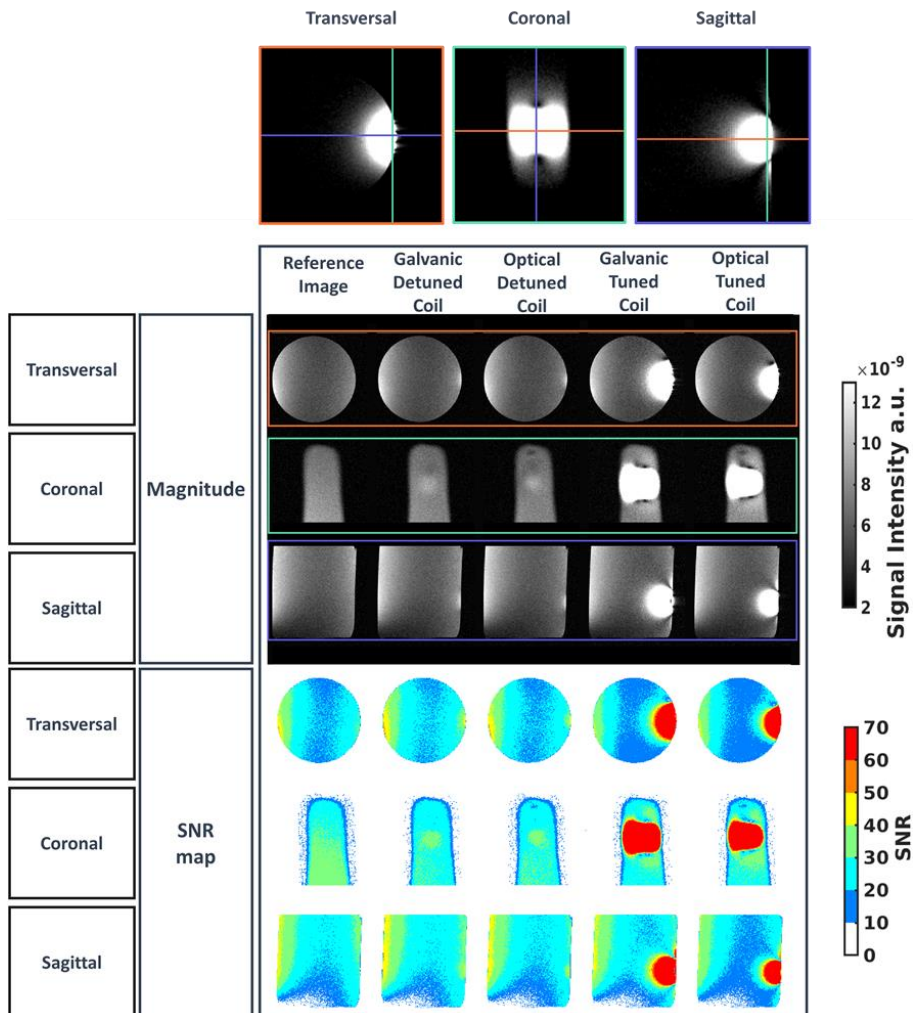 Transversal Coronal Sagittal
Reference Galvanic Optical Galvanic Optical
Image Detuned Detuned Tuned Tuned
Coil Coil Coil Coil
×10-9
Transversal
Coronal
Sagittal
Magnitude
12
10
8
6
4
2
Signal Intensity a.u.
Transversal
Coronal
Sagittal
SNR
map
70
60
50
40
30
20
10
0
SNR